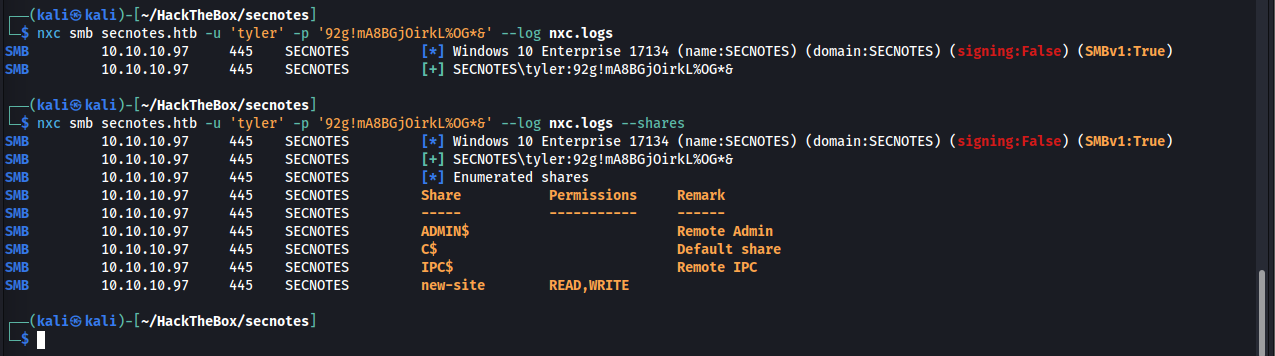 ┌──(kali㉿kali)-[~/HackTheBox/secnotes]
└─$ nxc smb secnotes.htb -u 'tyler' -p '92g!mA8BGjOirkL%OG*&' --log nxc.logs
SMB 10.10.10.97 445 SECNOTES [*] Windows 10 Enterprise 17134 (name:SECNOTES) (domain:SECNOTES) (signing:False) (SMBv1:True)
SMB 10.10.10.97 445 SECNOTES [+] SECNOTES\tyler:92g!mA8BGjOirkL%OG*&
┌──(kali㉿kali)-[~/HackTheBox/secnotes]
└─$ nxc smb secnotes.htb -u 'tyler' -p '92g!mA8BGjOirkL%OG*&' --log nxc.logs --shares
SMB 10.10.10.97 445 SECNOTES [*] Windows 10 Enterprise 17134 (name:SECNOTES) (domain:SECNOTES) (signing:False) (SMBv1:True)
SMB 10.10.10.97 445 SECNOTES [+] SECNOTES\tyler:92g!mA8BGjOirkL%OG*&
SMB 10.10.10.97 445 SECNOTES [*] Enumerated shares
SMB 10.10.10.97 445 SECNOTES Share Permissions Remark
SMB 10.10.10.97 445 SECNOTES ----- ----------- ------
SMB 10.10.10.97 445 SECNOTES ADMIN$ Remote Admin
SMB 10.10.10.97 445 SECNOTES C$ Default share
SMB 10.10.10.97 445 SECNOTES IPC$ Remote IPC
SMB 10.10.10.97 445 SECNOTES new-site READ,WRITE
┌──(kali㉿kali)-[~/HackTheBox/secnotes]
└─$